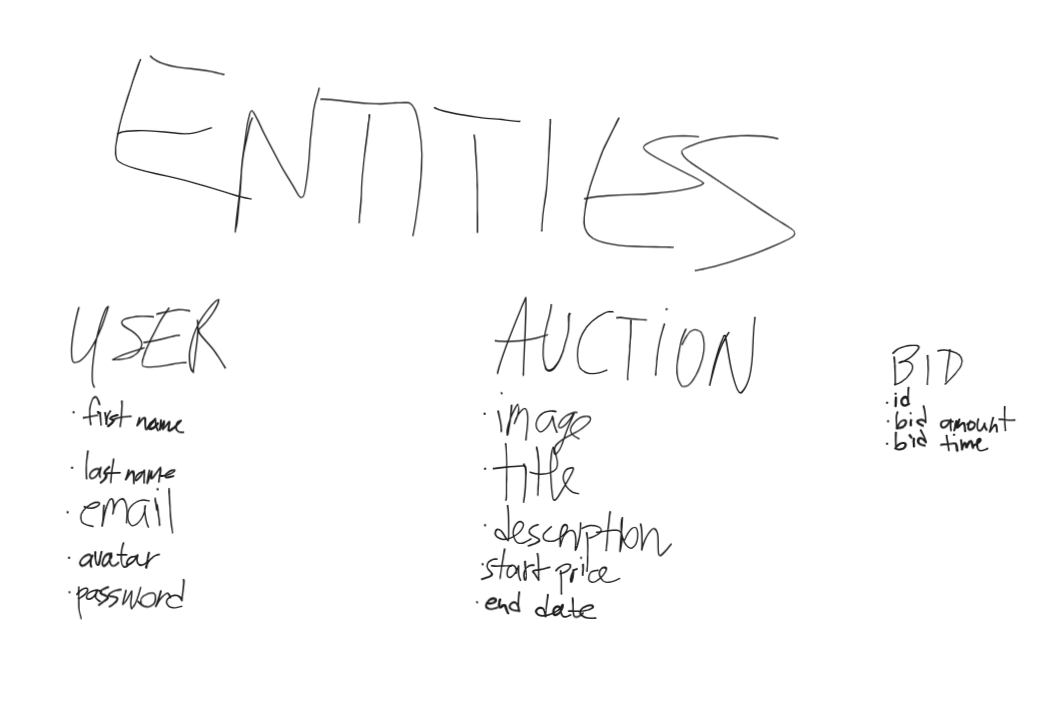 ENTITIES
USER
· first name
· last name
· email
· avatar
· password
AUCTION
· image
· title
· description
· start price
· end date
BID
· id
· bid amount
· bid time